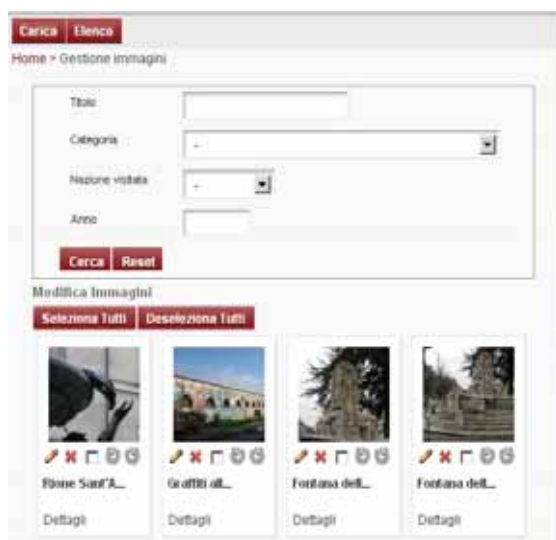 Carica Elenco
Home > Gestione immagini
Titolo
Categoria -
Nazione visitata -
Anno
Cerca Reset
Modifica Immagini
Seleziona Tutti Deseleziona Tutti
Rione Sant'A... Graffiti all... Fontana dell... Fontana dell...
Dettagli Dettagli Dettagli Dettagli